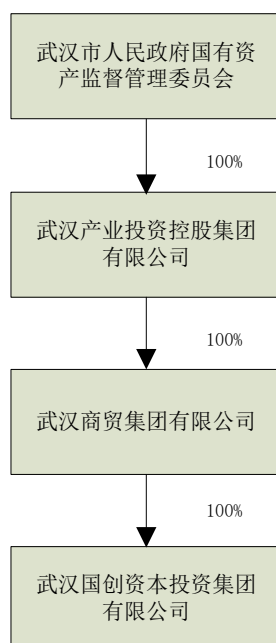 武汉市人民政府国有资
产监督管理委员会
100%
武汉产业投资控股集团
有限公司
100%
武汉商贸集团有限公司
100%
武汉国创资本投资集团
有限公司